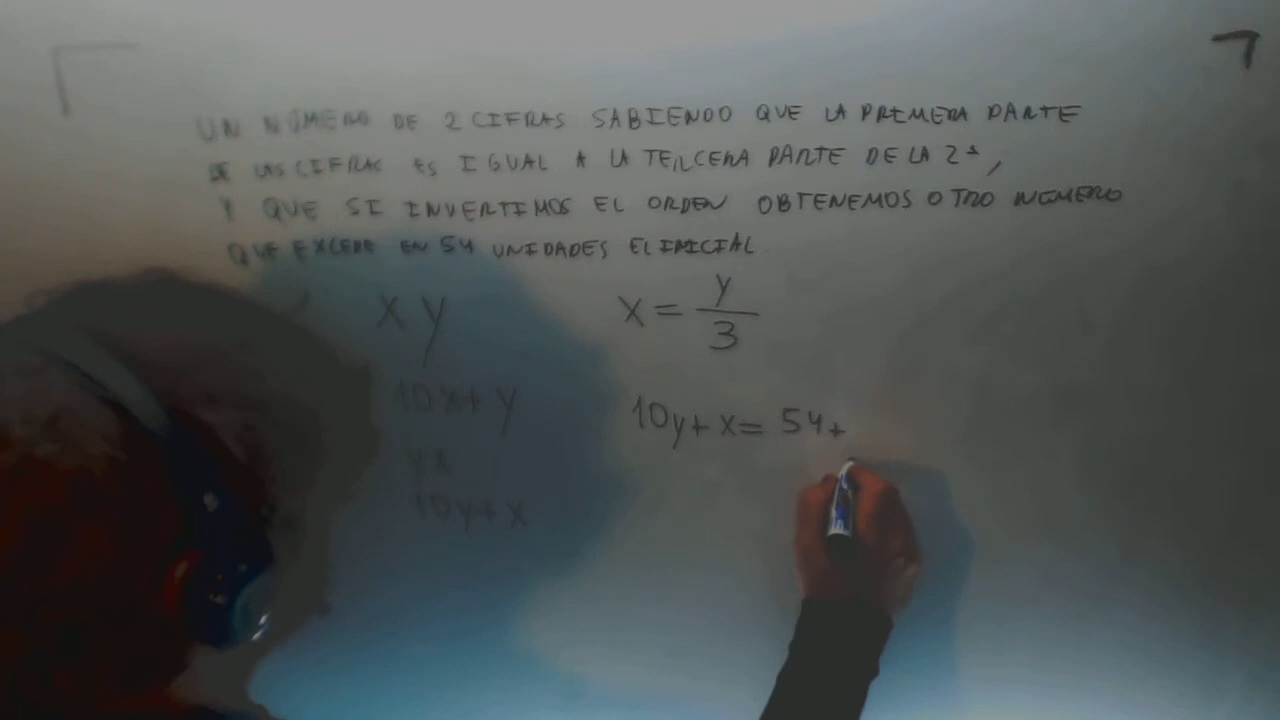 UN NÚMERO DE 2 CIFRAS SABIENDO QUE LA PRIMERA PARTE
DE LAS CIFRAS ES IGUAL A LA TERCERA PARTE DE LA 2ª,
Y QUE SI INVERTIMOS EL ORDEN OBTENEMOS OTRO NÚMERO
QUE EXCEDE EN 54 UNIDADES EL INICIAL
x y
x = y/3
10x+y
10y+x= 54+
yx
10y+x